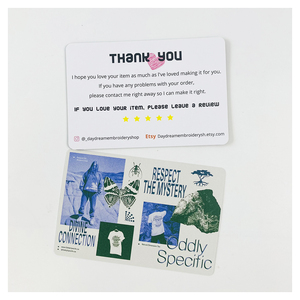 THANK YOU
I hope you love your item as much as I've loved making it for you.
If you have any problems with your order,
please contact me right away so I can make it right.
IF YOU LOVE YOUR ITEM, PLEASE LEAVE A REVIEW
@_daydreamembroideryshop Etsy Daydreamembroiderysh.etsy.com
RESPECT
THE MYSTERY
DIVINE
CONNECTION
Oddly
Specific